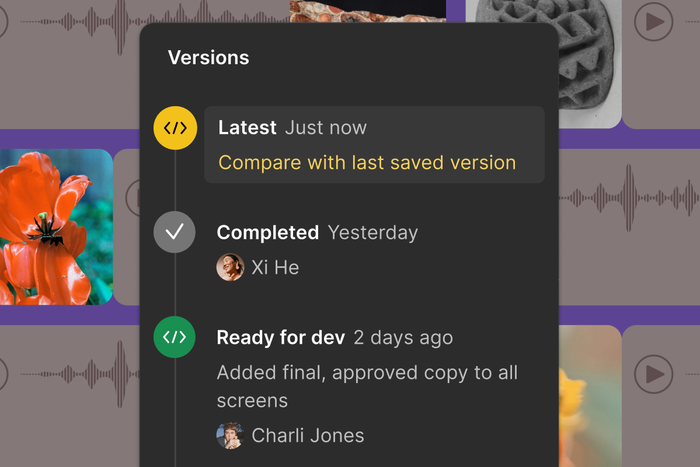 Versions
</> Latest Just now
Compare with last saved version
Completed Yesterday
Xi He
</> Ready for dev 2 days ago
Added final, approved copy to all
screens
Charli Jones